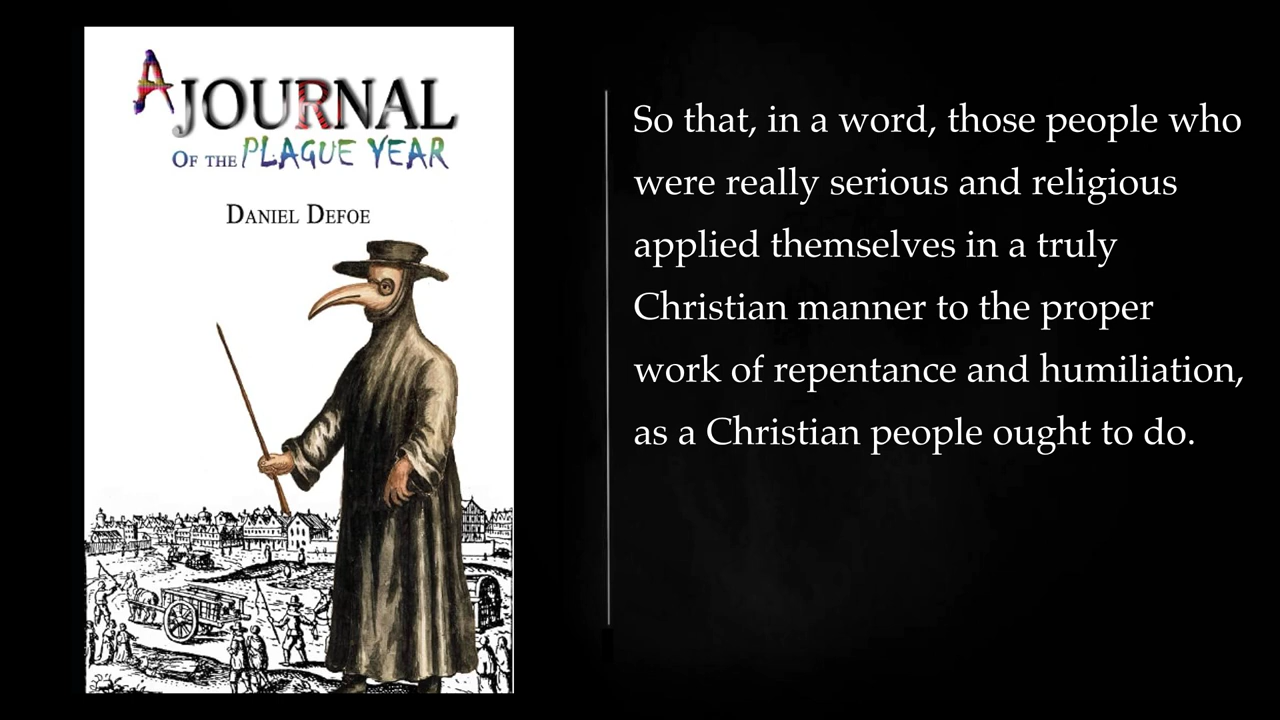 A JOURNAL
OF THE PLAGUE YEAR
DANIEL DEFOE
So that, in a word, those people who
were really serious and religious
applied themselves in a truly
Christian manner to the proper
work of repentance and humiliation,
as a Christian people ought to do.